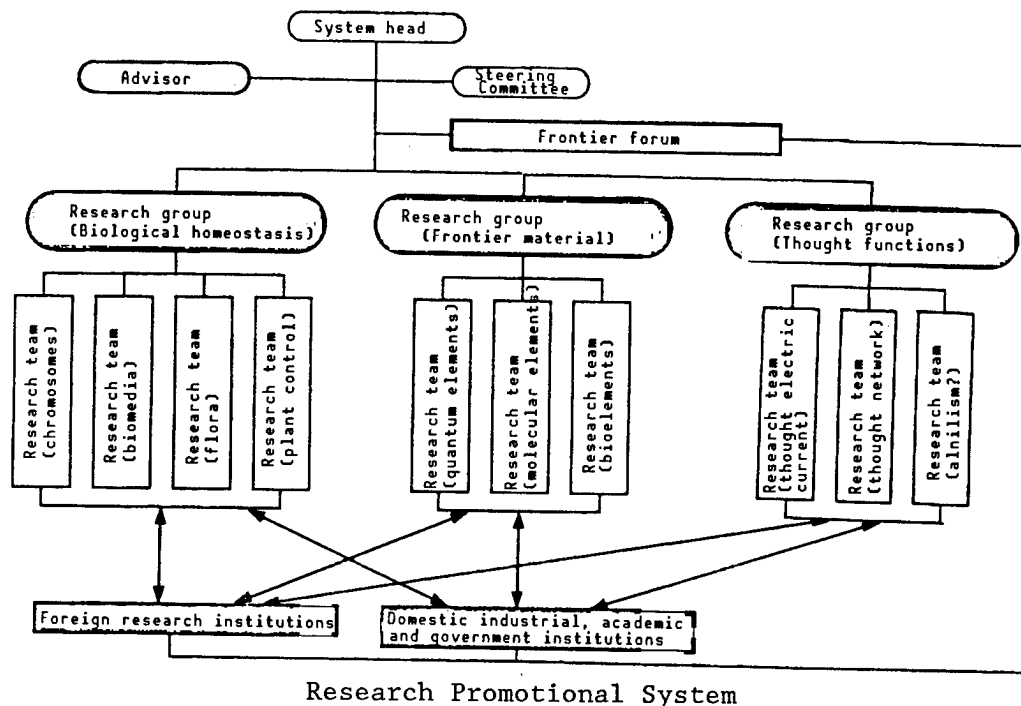 System head
Advisor
Steering
Committee
Frontier forum
Research group
(Biological homeostasis)
Research group
(Frontier material)
Research group
(Thought functions)
Research team
(chromosomes)
Research team
(biomedia)
Research team
(flora)
Research team
(plant control)
Research team
(quantum elements)
Research team
(molecular elements)
Research team
(bioelements)
Research team
(thought electric
current)
Research team
(thought network)
Research team
(alnilism?)
Foreign research institutions
Domestic industrial, academic
and government institutions
Research Promotional System